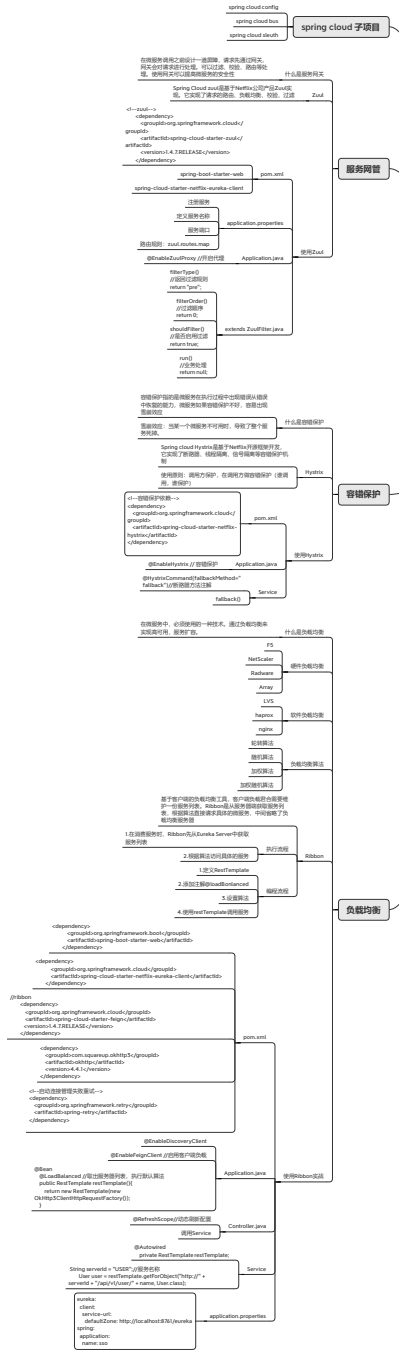 spring cloud config
spring cloud bus
spring cloud sleuth
spring cloud 子项目
在微服务调用之前设计一道屏障，请求先通过网关，
网关会对请求进行处理，可以过滤、校验、路由等处
理，使用网关可以提高微服务的安全性
什么是服务网关
Spring Cloud zuul是基于Netflix公司产品Zuul实
现。它实现了请求的路由，负载均衡、校验、过滤
Zuul
<!--zuul-->
<dependency>
<groupId>org.springframework.cloud</
groupId>
<artifactId>spring-cloud-starter-zuul</
artifactId>
<version>1.4.7.RELEASE</version>
</dependency>
spring-boot-starter-web
spring-cloud-starter-netflix-eureka-client
pom.xml
服务网管
注册服务
定义服务名称
服务端口
路由规则：zuul.routes.map
application.properties
使用Zuul
@EnableZuulProxy //开启代理
Application.java
filterType()
//返回过滤规则
return "pre";
filterOrder()
//过滤顺序
return 0;
shouldFilter()
//是否启用过滤
return true;
run()
//业务处理
return null;
extends ZuulFilter.java
容错保护指的是微服务在执行过程中出现错误从错误
中恢复的能力，微服务如果容错保护不好，容易出现
雪崩效应
雪崩效应：当某一个微服务不可用时，导致了整个服
务死掉。
什么是容错保护
Spring cloud Hystrix是基于Netflix开源框架开发，
它实现了断路器、线程隔离、信号隔离等容错保护机
制
使用原则：调用方保护，在调用方做容错保护（谁调
用，谁保护）
Hystrix
容错保护
<!---容错保护依赖-->
<dependency>
<groupId>org.springframework.cloud</
groupId>
<artifactId>spring-cloud-starter-netflix-
hystrix</artifactId>
</dependency>
pom.xml
使用Hystrix
@EnableHystrix // 容错保护
Application.java
@HystrixCommand(fallbackMethod="
fallback")//断路器方法注解
fallback()
Service
在微服务中，必须使用的一种技术。通过负载均衡来
实现高可用，服务扩容。
什么是负载均衡
F5
NetScaler
Radware
Array
硬件负载均衡
LVS
haprox
nginx
软件负载均衡
轮转算法
随机算法
加权算法
加权随机算法
负载均衡算法
基于客户端的负载均衡工具，客户端负载君合需要维
护一份服务列表。Ribbon是从服务器端获取服务列
表，根据算法直接请求具体的微服务，中间省略了负
载均衡服务器
1.在消费服务时，Ribbon先从Eureka Server中获取
服务列表
2.根据算法访问具体的服务
执行流程
Ribbon
1.定义RestTemplate
2.添加注解@loadBonlanced
3.设置算法
4.使用restTemplate调用服务
编程流程
负载均衡
<dependency>
<groupId>org.springframework.boot</groupId>
<artifactId>spring-boot-starter-web</artifactId>
</dependency>
<dependency>
<groupId>org.springframework.cloud</groupId>
<artifactId>spring-cloud-starter-netflix-eureka-client</artifactId>
</dependency>
//ribbon
<dependency>
<groupId>org.springframework.cloud</groupId>
<artifactId>spring-cloud-starter-feign</artifactId>
<version>1.4.7.RELEASE</version>
</dependency>
pom.xml
<dependency>
<groupId>com.squareup.okhttp3</groupId>
<artifactId>okhttp</artifactId>
<version>4.4.1</version>
</dependency>
<!---启动连接管理失败重试-->
<dependency>
<groupId>org.springframework.retry</groupId>
<artifactId>spring-retry</artifactId>
</dependency>
@EnableDiscoveryClient
@EnableFeignClient //启用客户端负载
@Bean
@LoadBalanced //取出服务器列表，执行默认算法
public RestTemplate restTemplate(){
return new RestTemplate(new
OkHttp3ClientHttpRequestFactory());
}
Application.java
使用Ribbon实战
@RefreshScope//动态刷新配置
调用Service
Controller.java
@Autowired
private RestTemplate restTemplate;
String serverId = "USER";//服务名称
User user = restTemplate.getForObject("http://" +
serverId + "/api/v1/user/" + name, User.class);
Service
eureka:
client:
service-url:
defaultZone: http://localhost:8761/eureka
spring:
application:
name: sso
application.properties